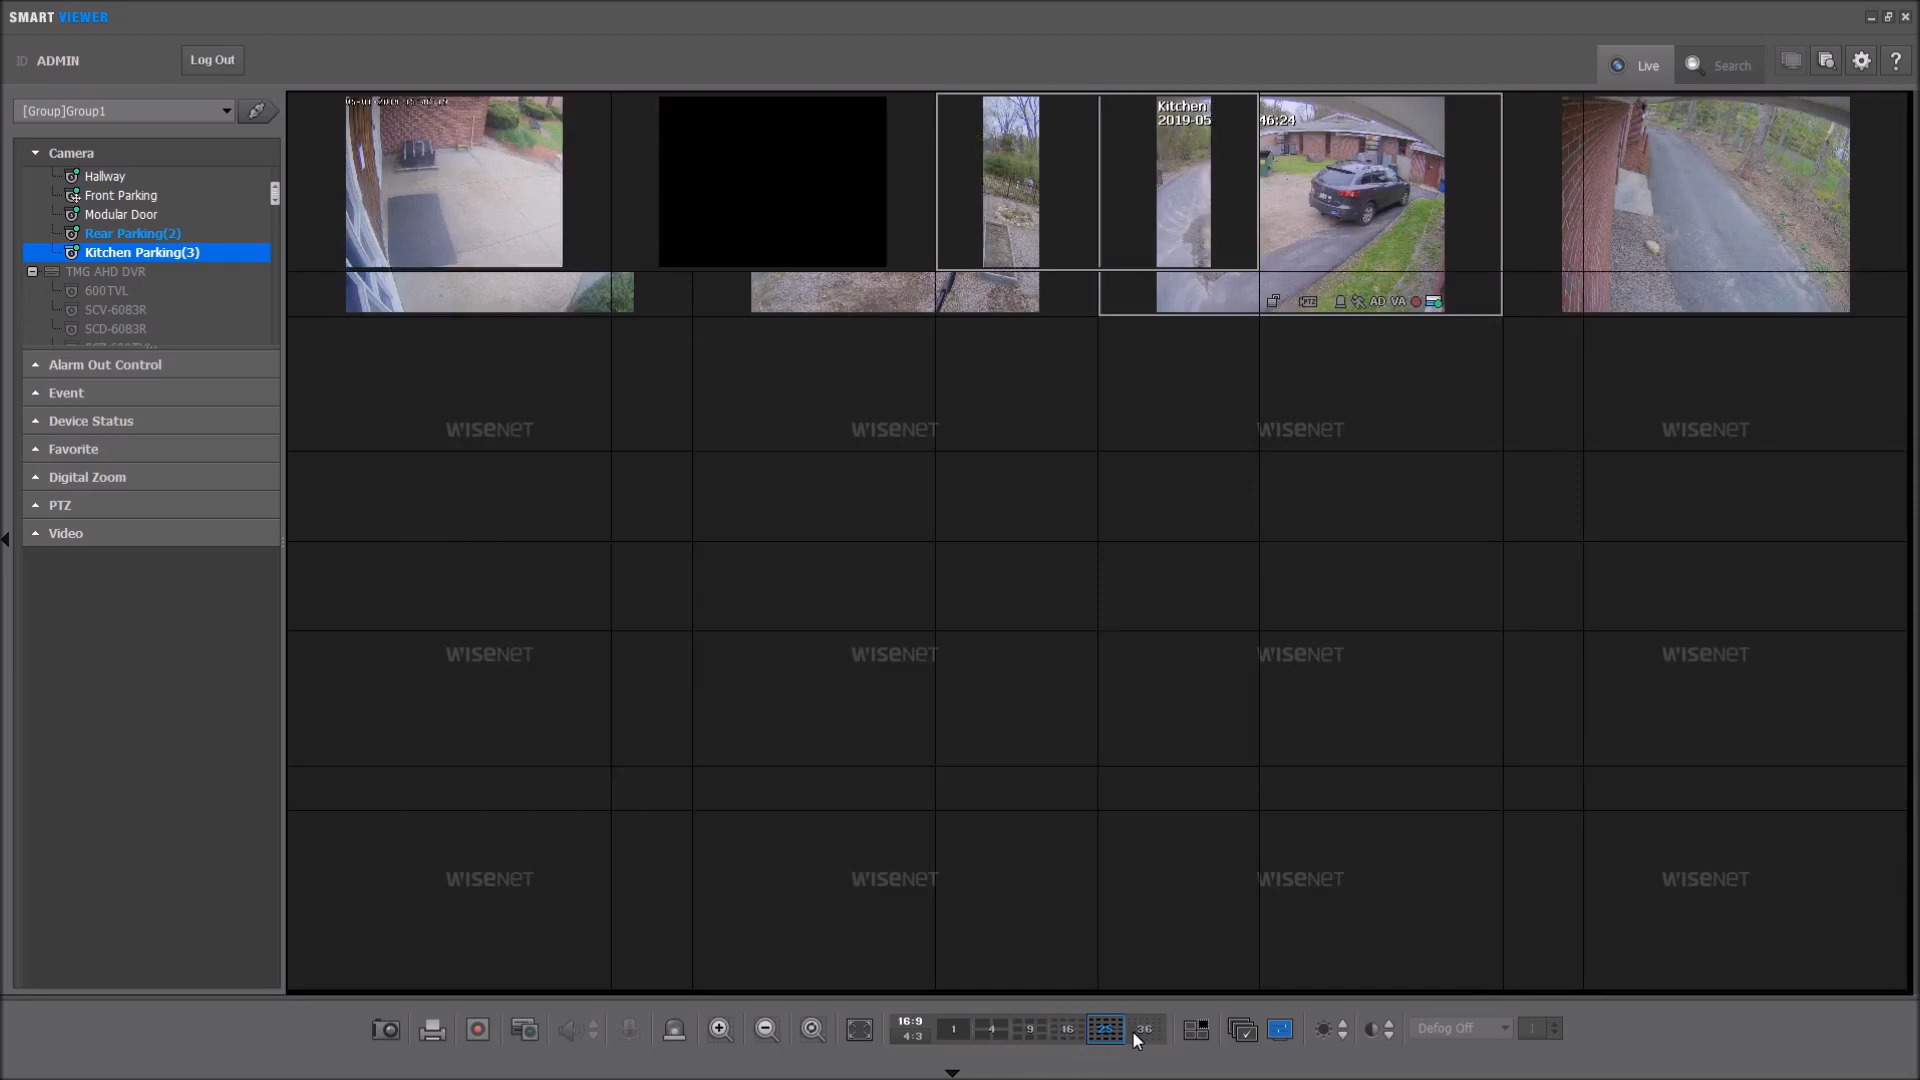 SMART VIEWER
ID ADMIN
Log Out
Live
Search
?
[Group]Group1
Camera
Hallway
Front Parking
Modular Door
Rear Parking(2)
Kitchen Parking(3)
TMG AHD DVR
600TVL
SCV-6083R
SCD-6083R
Alarm Out Control
Event
Device Status
Favorite
Digital Zoom
PTZ
Video
Kitchen
2019-05
46:24
PTZ AD VA
WISENET WISENET WISENET WISENET
WISENET WISENET WISENET WISENET
WISENET WISENET WISENET WISENET
16:9
4:3
1 4 9 16 25 36
Defog Off
1